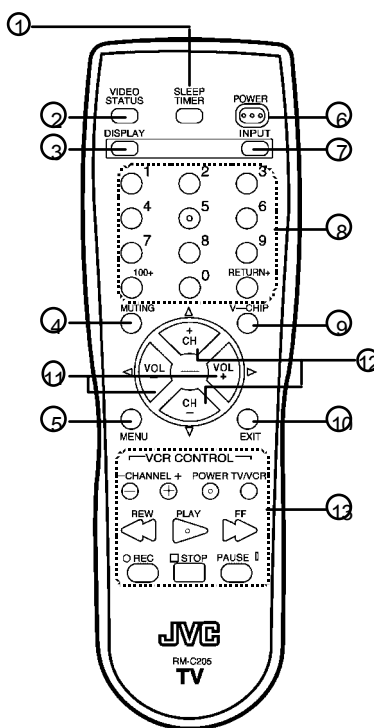 1
VIDEO STATUS
SLEEP TIMER
POWER
2
6
DISPLAY
INPUT
3
7
1 2 3
4 5 6
8
7 8 9
100+ 0 RETURN+
MUTING
V—CHIP
4
9
+
CH
12
11
VOL
–
VOL
+
CH
–
5
10
MENU
EXIT
VCR CONTROL
– CHANNEL + POWER TV/VCR
– +
REW PLAY FF
13
REC STOP PAUSE
JVC
RM-C205
TV